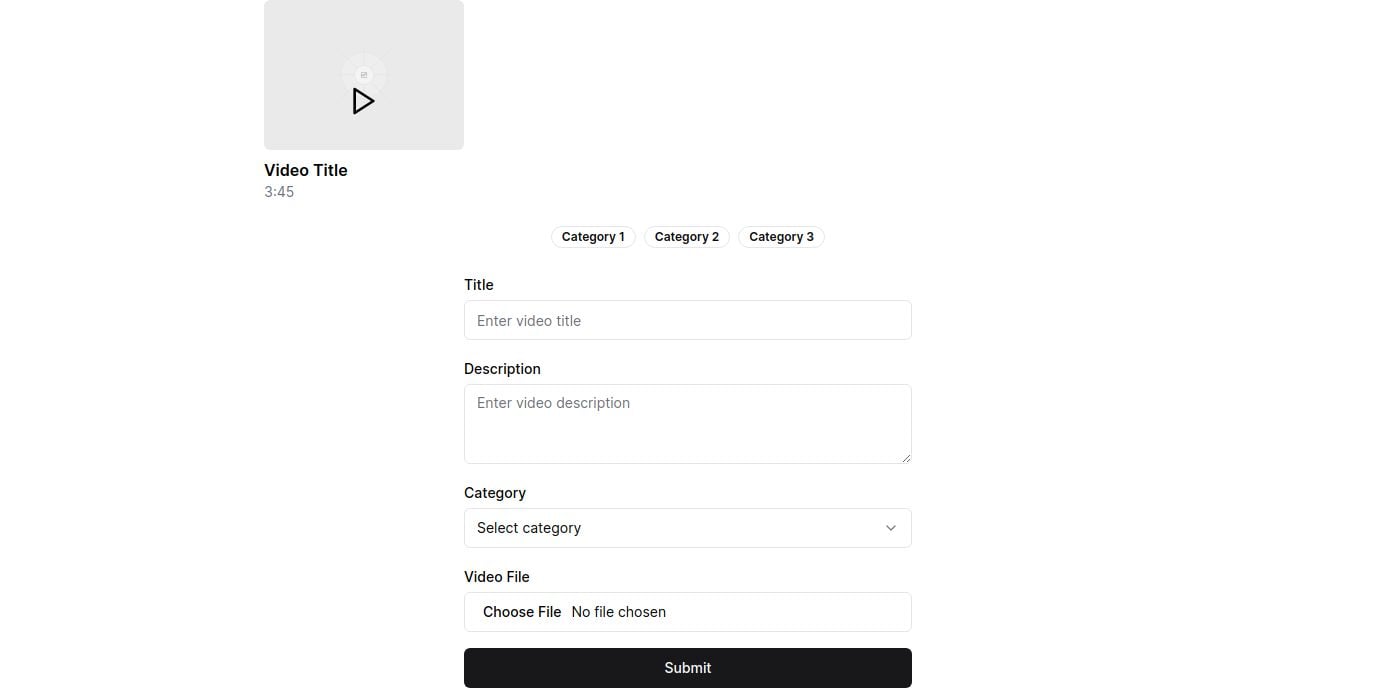 Video Title
3:45
Category 1 Category 2 Category 3
Title
Enter video title
Description
Enter video description
Category
Select category
Video File
Choose File No file chosen
Submit